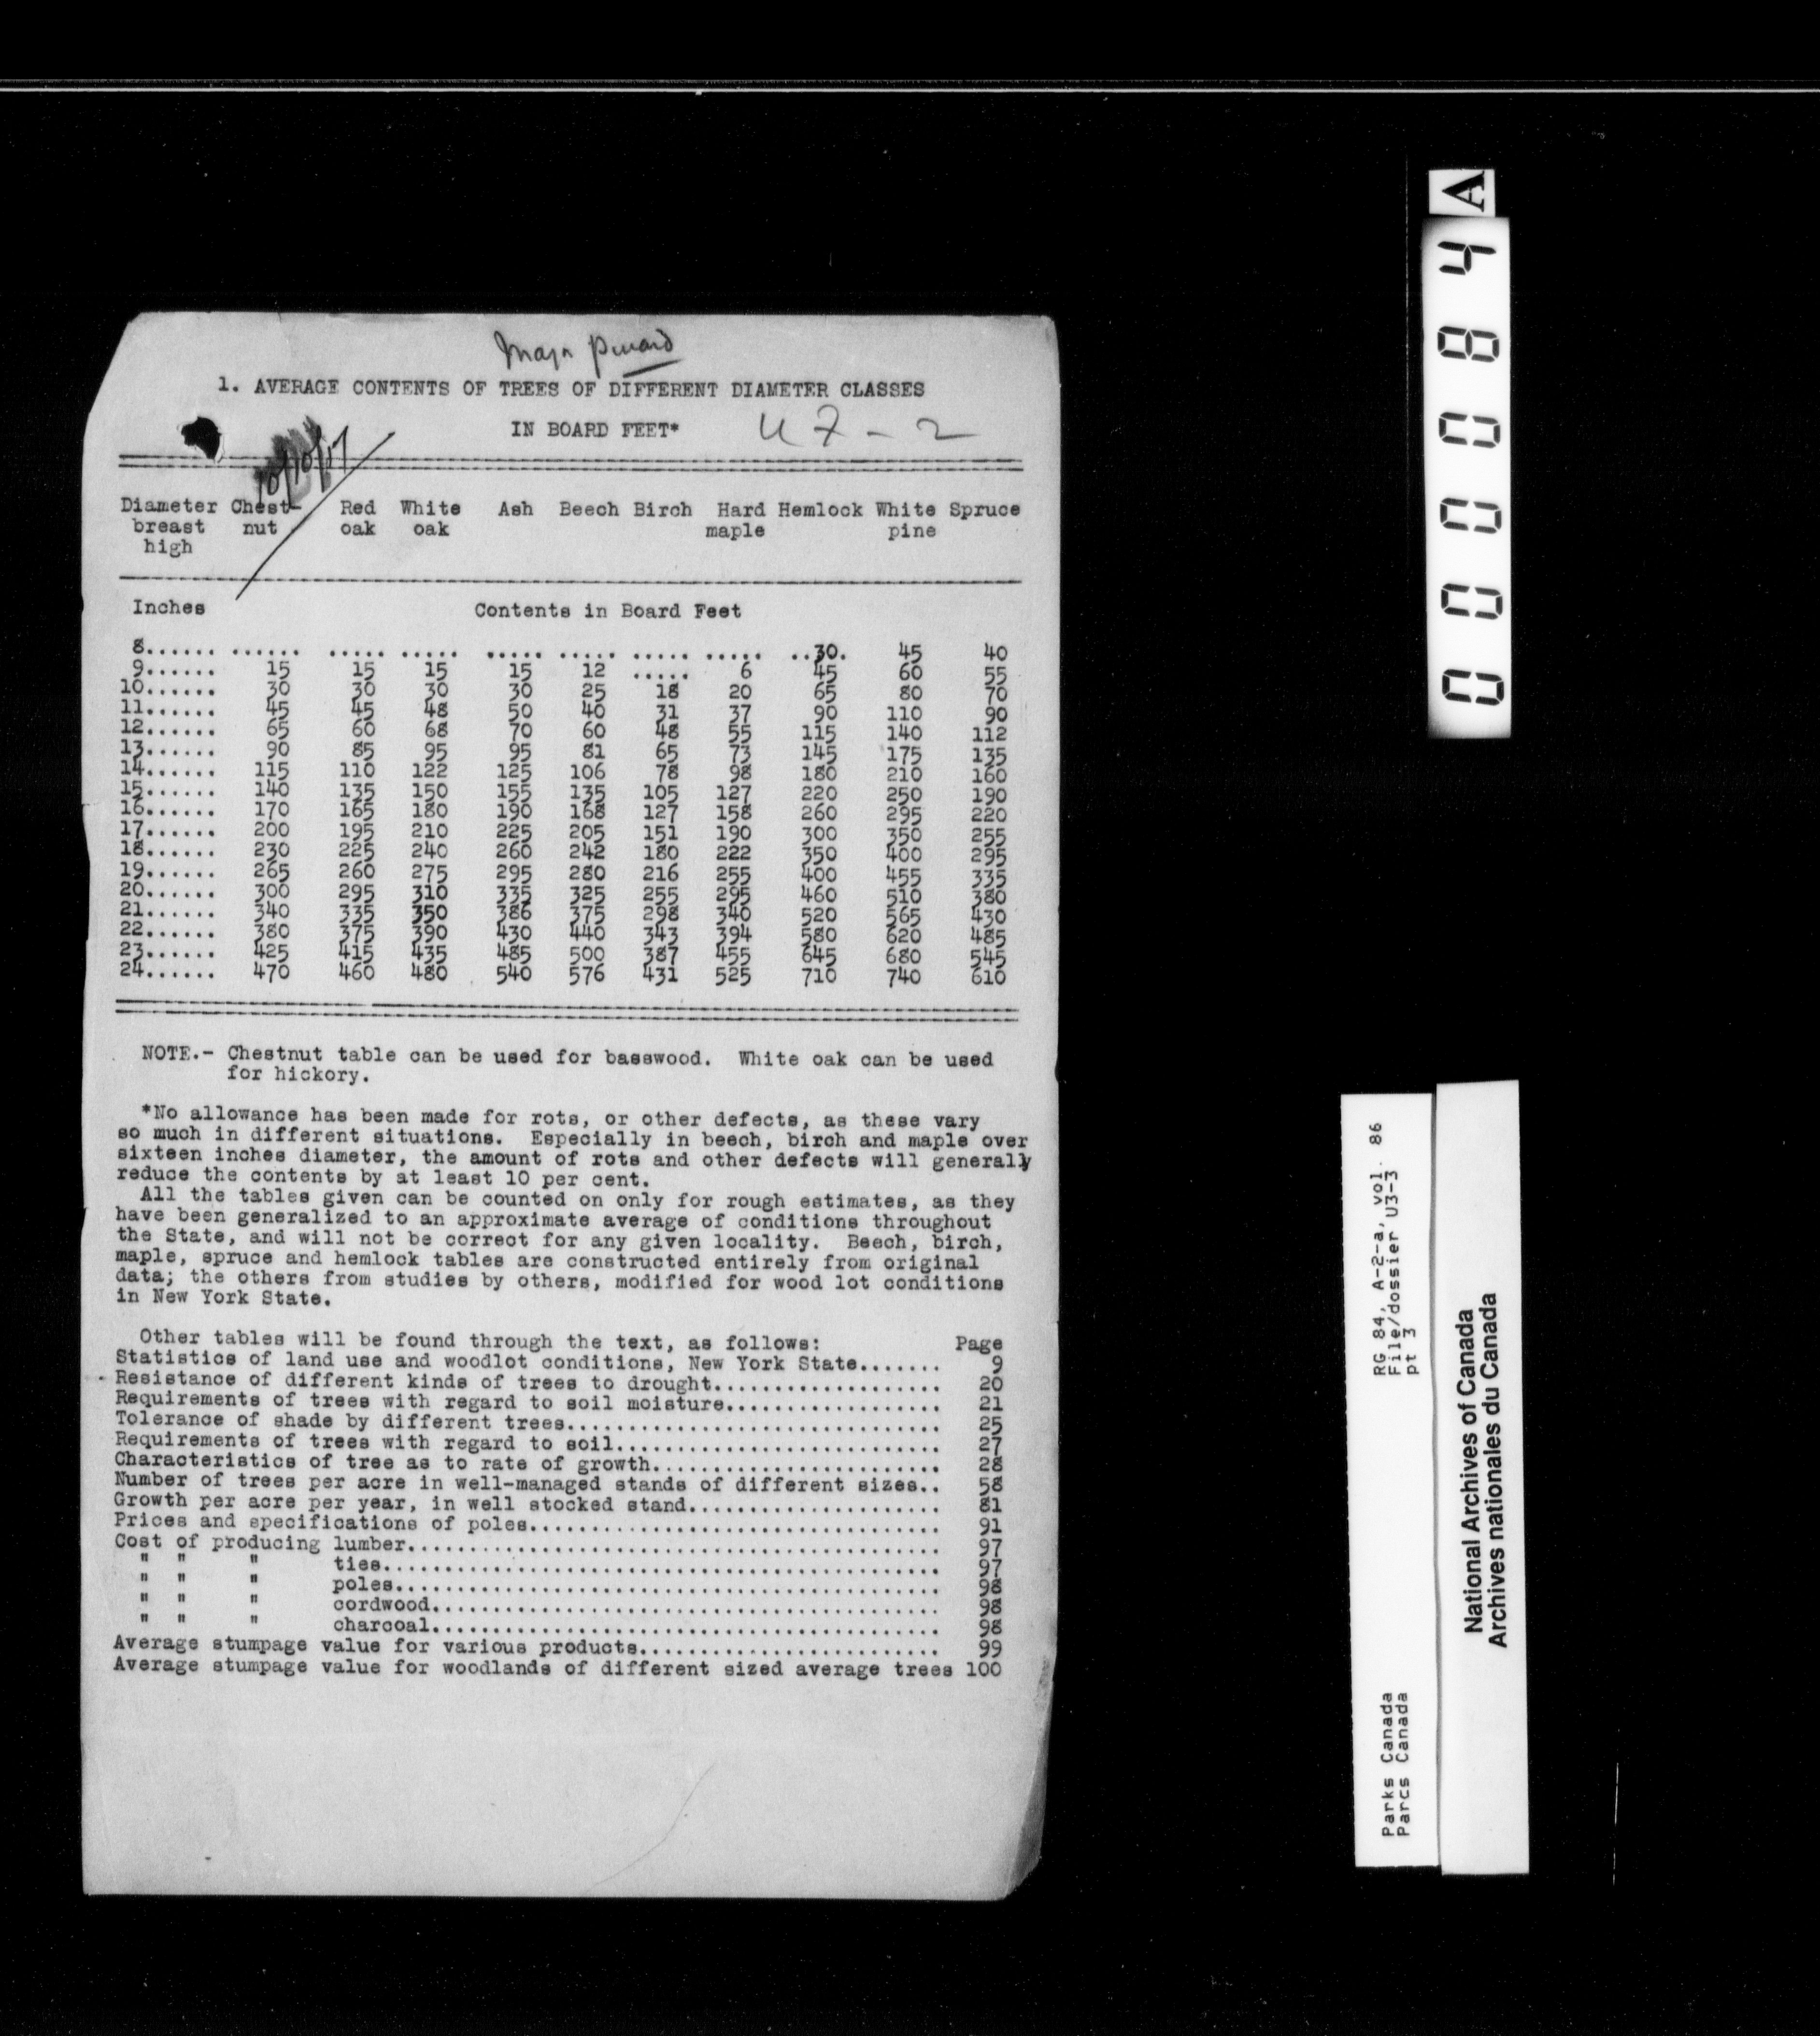 Major
1. AVERAGE CONTENTS OF TREES OF DIFFERENT DIAMETER CLASSES
IN BOARD FEET* U 7 - 2
10/10/17
Diameter Chest- Red White Ash Beech Birch Hard Hemlock White Spruce
breast nut oak oak maple pine
high
Inches Contents in Board Feet
8...... ...... ..... ..... ..... ..... ..... ..... ..30. 45 40
9...... 15 15 15 15 12 ..... 6 45 60 55
10...... 30 30 30 30 25 18 20 65 80 70
11...... 45 45 48 50 40 31 37 90 110 90
12...... 65 60 68 70 60 48 55 115 140 112
13...... 90 85 95 95 81 65 73 145 175 135
14...... 115 110 122 125 106 78 98 180 210 160
15...... 140 135 150 155 135 105 127 220 250 190
16...... 170 165 180 190 168 127 158 260 295 220
17...... 200 195 210 225 205 151 190 300 350 255
18...... 230 225 240 260 242 180 222 350 400 295
19...... 265 260 275 295 280 216 255 400 455 335
20...... 300 295 310 335 325 255 295 460 510 380
21...... 340 335 350 386 375 298 340 520 565 430
22...... 380 375 390 430 440 343 394 580 620 485
23...... 425 415 435 485 500 387 455 645 680 545
24...... 470 460 480 540 576 431 525 710 740 610
NOTE.- Chestnut table can be used for basswood. White oak can be used
for hickory.
*No allowance has been made for rots, or other defects, as these vary
so much in different situations. Especially in beech, birch and maple over
sixteen inches diameter, the amount of rots and other defects will generally
reduce the contents by at least 10 per cent.
All the tables given can be counted on only for rough estimates, as they
have been generalized to an approximate average of conditions throughout
the State, and will not be correct for any given locality. Beech, birch,
maple, spruce and hemlock tables are constructed entirely from original
data; the others from studies by others, modified for wood lot conditions
in New York State.
Other tables will be found through the text, as follows: Page
Statistics of land use and woodlot conditions, New York State....... 9
Resistance of different kinds of trees to drought................... 20
Requirements of trees with regard to soil moisture.................. 21
Tolerance of shade by different trees............................... 25
Requirements of trees with regard to soil........................... 27
Characteristics of tree as to rate of growth........................ 28
Number of trees per acre in well-managed stands of different sizes.. 58
Growth per acre per year, in well stocked stand..................... 81
Prices and specifications of poles.................................. 91
Cost of producing lumber............................................ 97
" " " ties.............................................. 97
" " " poles............................................. 98
" " " cordwood.......................................... 98
" " " charcoal.......................................... 98
Average stumpage value for various products......................... 99
Average stumpage value for woodlands of different sized average trees 100
00084 A
Parks Canada RG 84, A-2-a, vol. 86
Parcs Canada File/dossier U3-3
pt 3
National Archives of Canada
Archives nationales du Canada